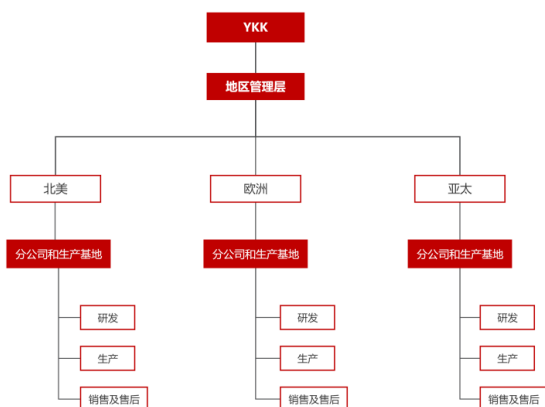 YKK
地区管理层
北美
欧洲
亚太
分公司和生产基地
分公司和生产基地
分公司和生产基地
研发
研发
研发
生产
生产
生产
销售及售后
销售及售后
销售及售后